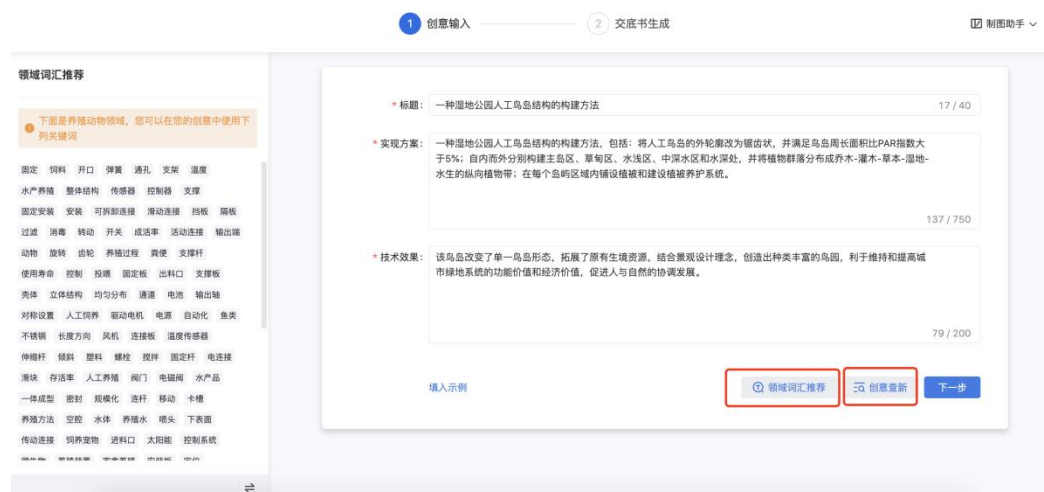 1 创意输入
2 交底书生成
制图助手
领域词汇推荐
下面是养殖动物领域，您可以在您的创意中使用下
列关键词
固定 饲料 开口 弹簧 通孔 支架 温度
水产养殖 整体结构 传感器 控制器 支撑
固定安装 安装 可拆卸连接 滑动连接 挡板 隔板
过滤 消毒 转动 开关 成活率 活动连接 输出端
动物 旋转 齿轮 养殖过程 粪便 支撑杆
使用寿命 控制 投喂 固定板 出料口 支撑板
壳体 立体结构 均匀分布 通道 电池 输出轴
对称设置 人工饲养 驱动电机 电源 自动化 鱼类
不锈钢 长度方向 风机 连接板 温度传感器
伸缩杆 倾斜 塑料 螺栓 搅拌 固定杆 电连接
滑块 存活率 人工养殖 阀门 电磁阀 水产品
一体成型 密封 规模化 连杆 移动 卡槽
养殖方法 空腔 水体 养殖水 喷头 下表面
传动连接 饲养宠物 进料口 太阳能 控制系统
* 标题: 一种湿地公园人工鸟岛结构的构建方法 17 / 40
* 实现方案: 一种湿地公园人工鸟岛结构的构建方法，包括：将人工鸟岛的外轮廓改为锯齿状，并满足鸟岛周长面积比PAR指数大
于5%；自内而外分别构建主岛区、草甸区、水浅区、中深水区和水深处，并将植物群落分布成乔木-灌木-草本-湿地-
水生的纵向植物带；在每个岛屿区域内铺设植被和建设植被养护系统。
137 / 750
* 技术效果: 该鸟岛改变了单一鸟岛形态，拓展了原有生境资源，结合景观设计理念，创造出种类丰富的鸟园，利于维持和提高城
市绿地系统的功能价值和经济价值，促进人与自然的协调发展。
79 / 200
填入示例
领域词汇推荐
创意查新
下一步